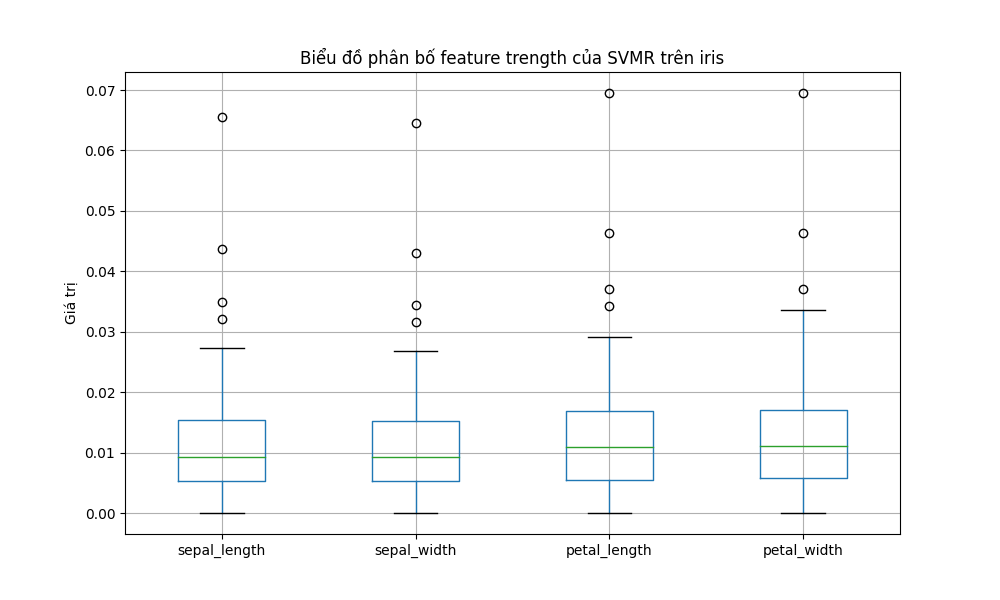 Biểu đồ phân bố feature trength của SVMR trên iris
Giá trị
0.07
0.06
0.05
0.04
0.03
0.02
0.01
0.00
sepal_length
sepal_width
petal_length
petal_width